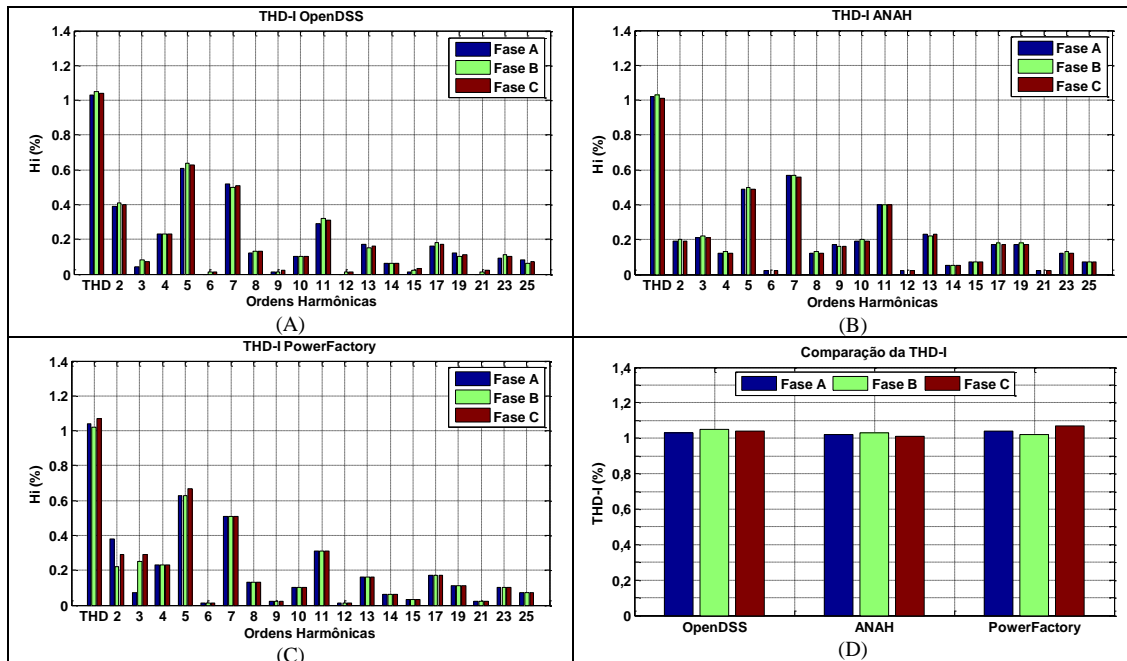 THD-I OpenDSS
1.4
1.2
1
0.8
0.6
0.4
0.2
0
Hi (%)
Fase A
Fase B
Fase C
THD 2 3 4 5 6 7 8 9 10 11 12 13 14 15 17 19 21 23 25
Ordens Harmônicas
(A)
THD-I ANAH
1.4
1.2
1
0.8
0.6
0.4
0.2
0
Hi (%)
Fase A
Fase B
Fase C
THD 2 3 4 5 6 7 8 9 10 11 12 13 14 15 17 19 21 23 25
Ordens Harmônicas
(B)
THD-I PowerFactory
1.4
1.2
1
0.8
0.6
0.4
0.2
0
Hi (%)
Fase A
Fase B
Fase C
THD 2 3 4 5 6 7 8 9 10 11 12 13 14 15 17 19 21 23 25
Ordens Harmônicas
(C)
Comparação da THD-I
1,4
1,2
1
0,8
0,6
0,4
0,2
0
THD-I (%)
Fase A Fase B Fase C
OpenDSS ANAH PowerFactory
(D)